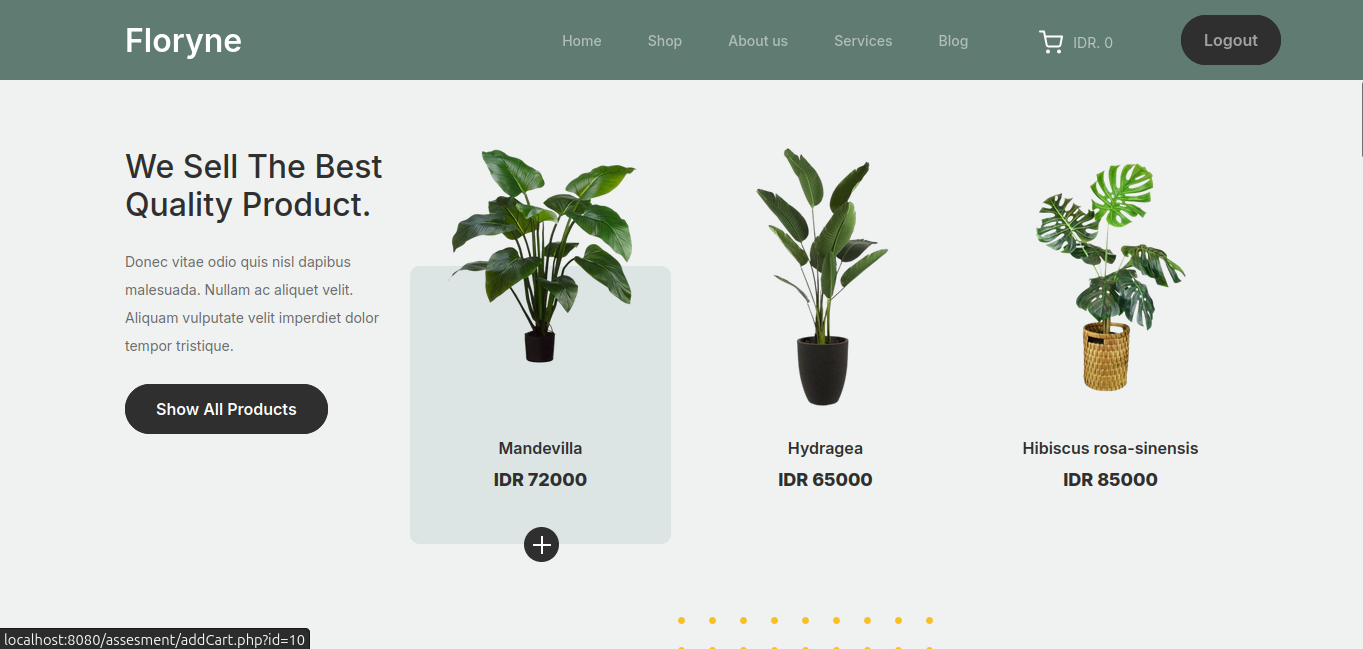 Floryne
Home
Shop
About us
Services
Blog
IDR. 0
Logout
We Sell The Best
Quality Product.
Donec vitae odio quis nisl dapibus
malesuada. Nullam ac aliquet velit.
Aliquam vulputate velit imperdiet dolor
tempor tristique.
Show All Products
Mandevilla
IDR 72000
Hydragea
IDR 65000
Hibiscus rosa-sinensis
IDR 85000
localhost:8080/assesment/addCart.php?id=10